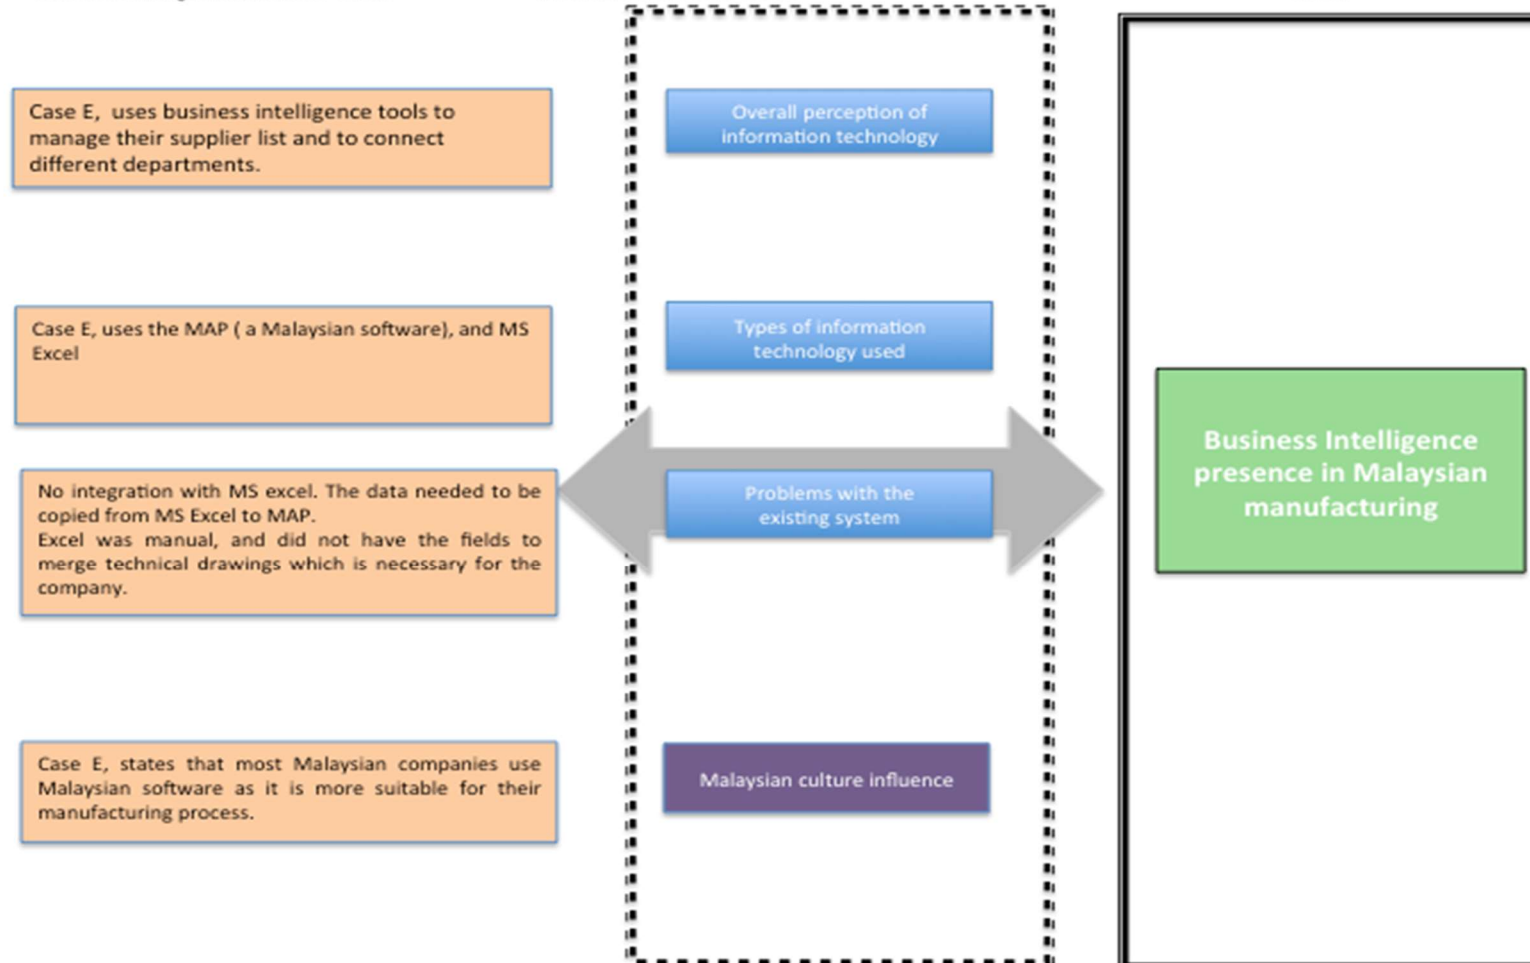 Case E,  uses business intelligence tools to
manage their supplier list and to connect
different departments.
Overall perception of
information technology
Case E, uses the MAP ( a Malaysian software), and MS
Excel
Types of information
technology used
No integration with MS excel. The data needed to be
copied from MS Excel to MAP.
Excel was manual, and did not have the fields to
merge technical drawings which is necessary for the
company.
Problems with the
existing system
Case E, states that most Malaysian companies use
Malaysian software as it is more suitable for their
manufacturing process.
Malaysian culture influence
Business Intelligence
presence in Malaysian
manufacturing